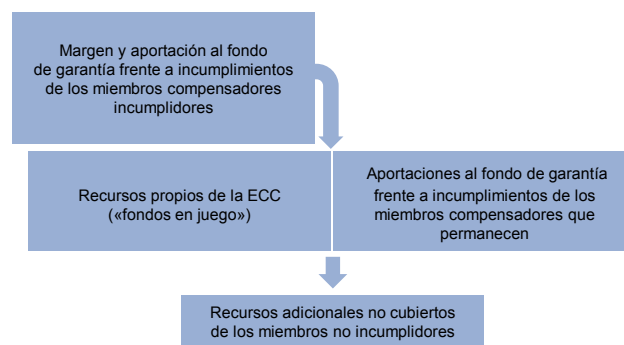 Margen y aportación al fondo
de garantía frente a incumplimientos
de los miembros compensadores
incumplidores
Recursos propios de la ECC
(«fondos en juego»)
Aportaciones al fondo de garantía
frente a incumplimientos de los
miembros compensadores que
permanecen
Recursos adicionales no cubiertos
de los miembros no incumplidores